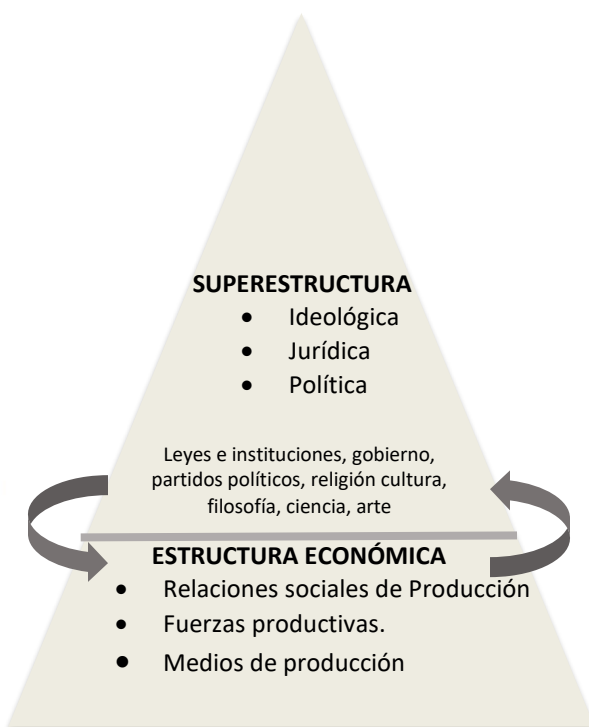 SUPERESTRUCTURA
• Ideológica
• Jurídica
• Política
Leyes e instituciones, gobierno,
partidos políticos, religión cultura,
filosofía, ciencia, arte
ESTRUCTURA ECONÓMICA
• Relaciones sociales de Producción
• Fuerzas productivas.
• Medios de producción